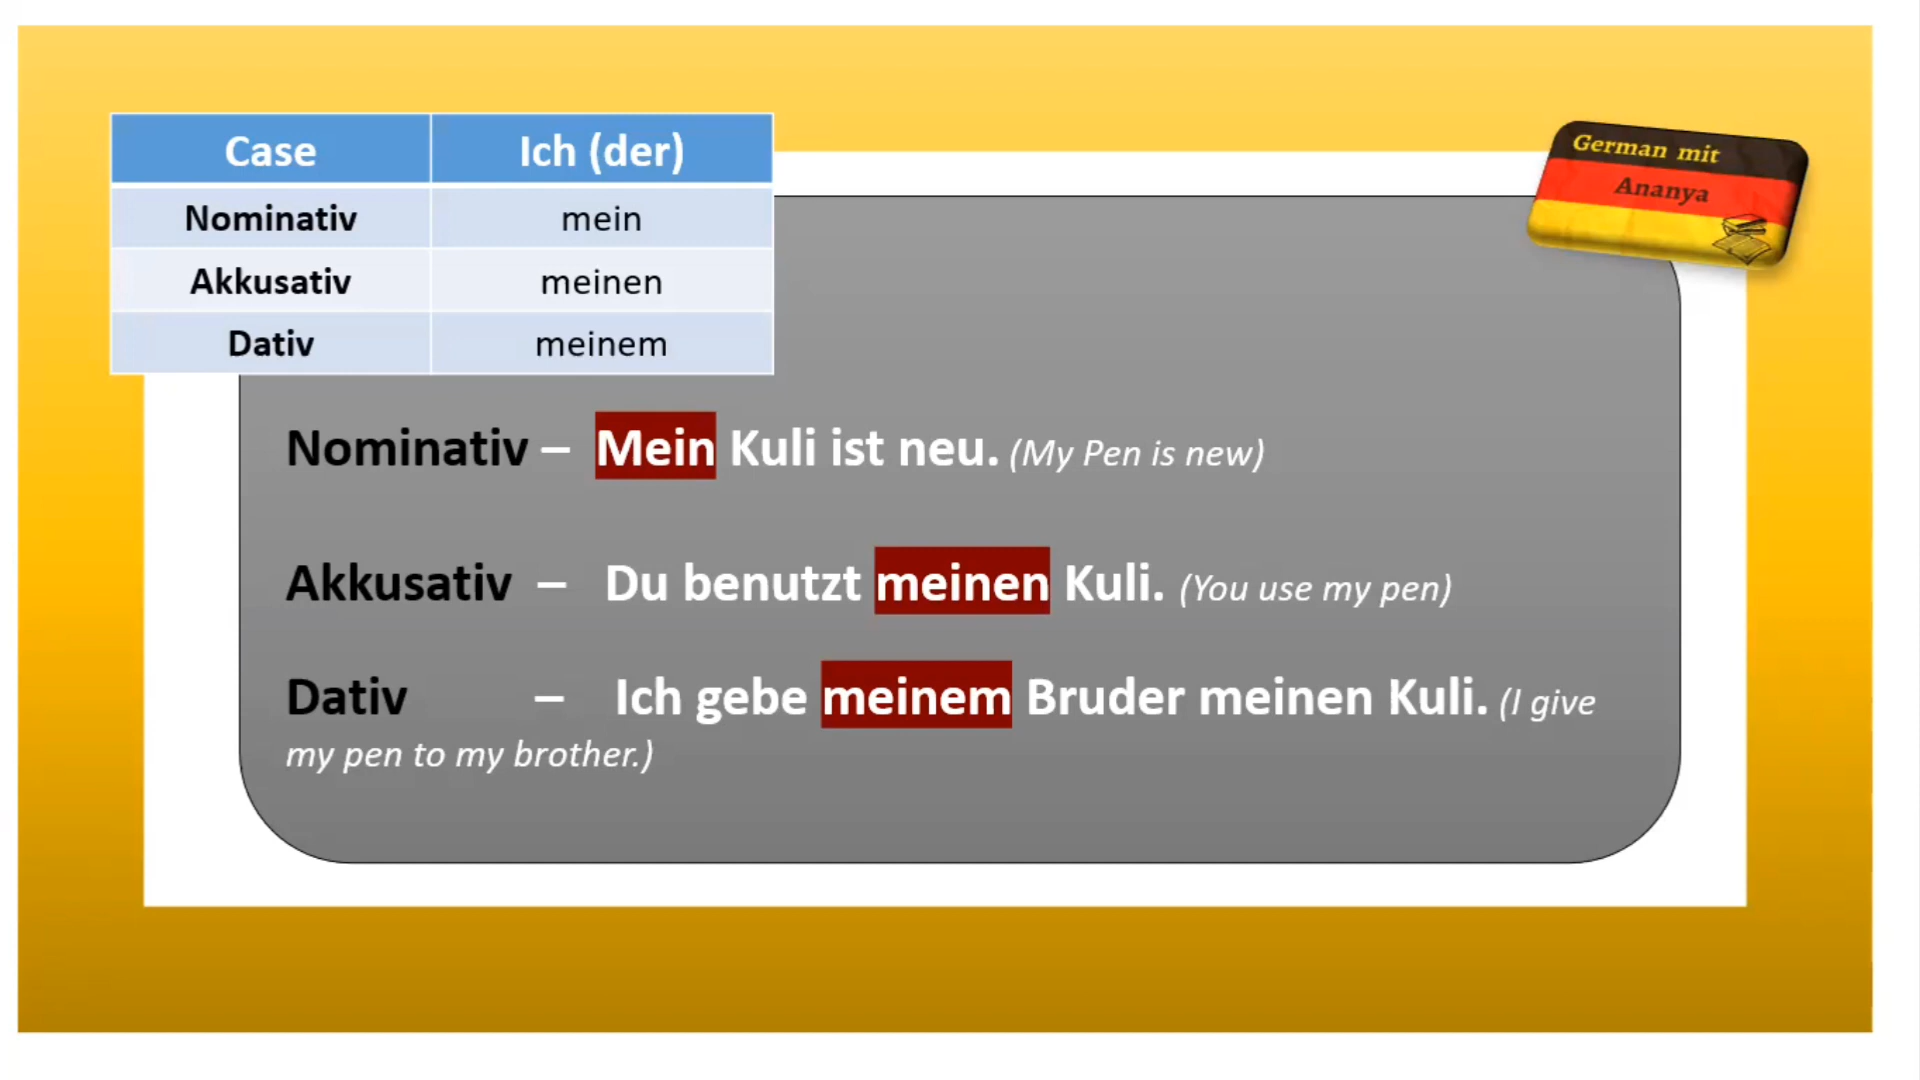 Case Ich (der)
Nominativ mein
Akkusativ meinen
Dativ meinem
German mit
Ananya
Nominativ – Mein Kuli ist neu. (My Pen is new)
Akkusativ – Du benutzt meinen Kuli. (You use my pen)
Dativ – Ich gebe meinem Bruder meinen Kuli. (I give
my pen to my brother.)